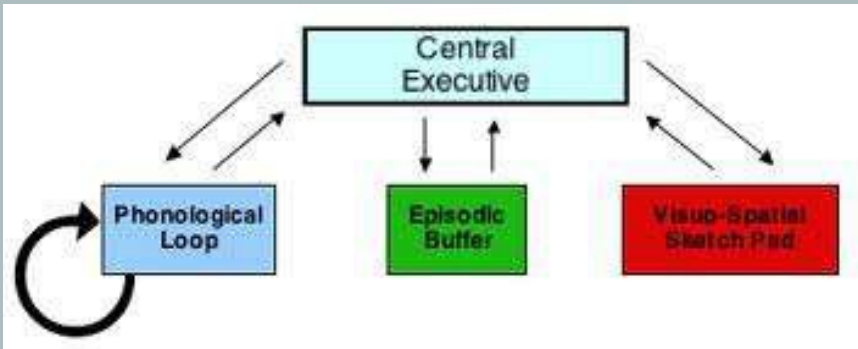 Central
Executive
Phonological
Loop
Episodic
Buffer
Visuo-Spatial
Sketch Pad